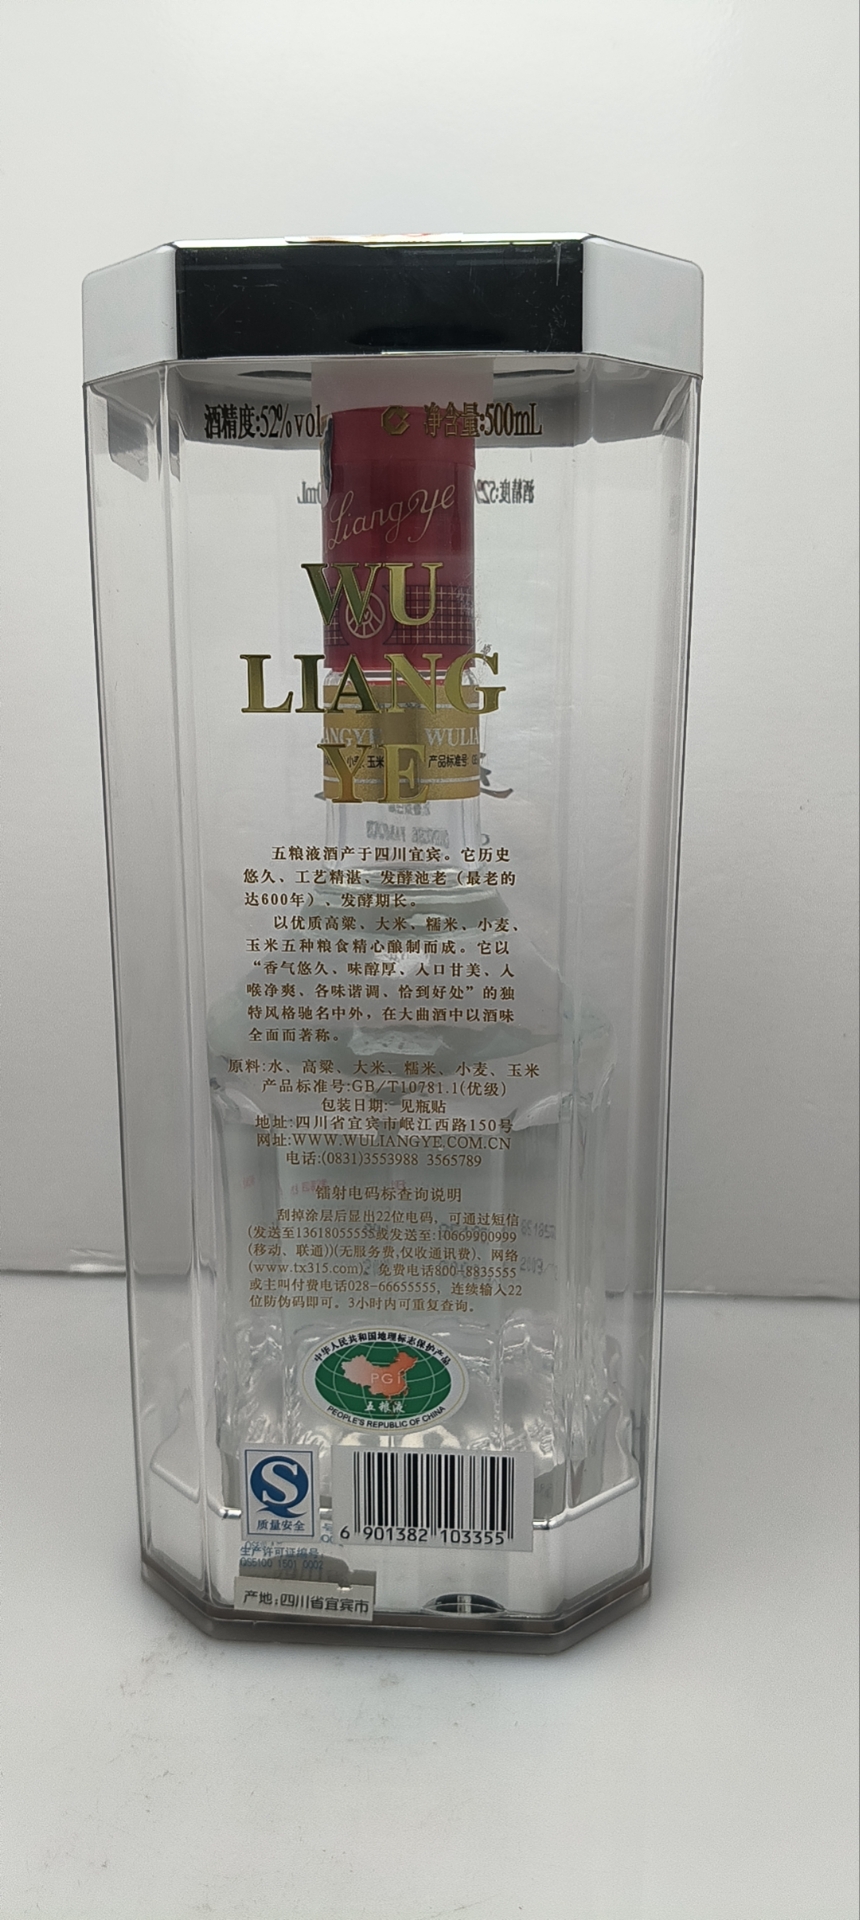 酒精度:52%vol 净含量:500mL
LiangYe
WU
LIANG
YE
ANGYE WULIA
小麦、玉米 产品标准号:
五粮液酒产于四川宜宾。它历史
悠久、工艺精湛、发酵池老（最老的
达600年）、发酵期长。
以优质高粱、大米、糯米、小麦、
玉米五种粮食精心酿制而成。它以
“香气悠久、味醇厚、入口甘美、入
喉净爽、各味谐调、恰到好处”的独
特风格驰名中外，在大曲酒中以酒味
全面而著称。
原料:水、高粱、大米、糯米、小麦、玉米
产品标准号:GB/T10781.1(优级)
包装日期: 见瓶贴
地址:四川省宜宾市岷江西路150号
网址:WWW.WULIANGYE.COM.CN
电话:(0831)3553988 3565789
镭射电码标查询说明
刮掉涂层后显出22位电码，可通过短信
(发送至13618055555或发送至:10669900999
(移动、联通))(无服务费,仅收通讯费)、网络
(www.tx315.com)、免费电话800-8835555
或主叫付费电话028-66655555，连续输入22
位防伪码即可。3小时内可重复查询。
中华人民共和国地理标志保护产品
PGI
五粮液
PEOPLE'S REPUBLIC OF CHINA
质量安全
6 901382 103355
生产许可证编号:
QS5100 1501 0002
产地:四川省宜宾市